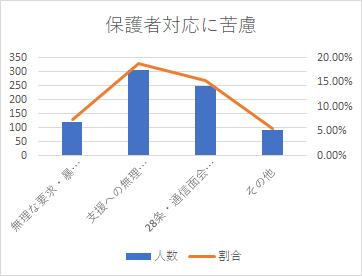 保護者対応に苦慮
350
300
250
200
150
100
50
0
20.00%
15.00%
10.00%
5.00%
0.00%
無理な要求・暴…
支援への無理…
28条・通信面会…
その他
人数
割合